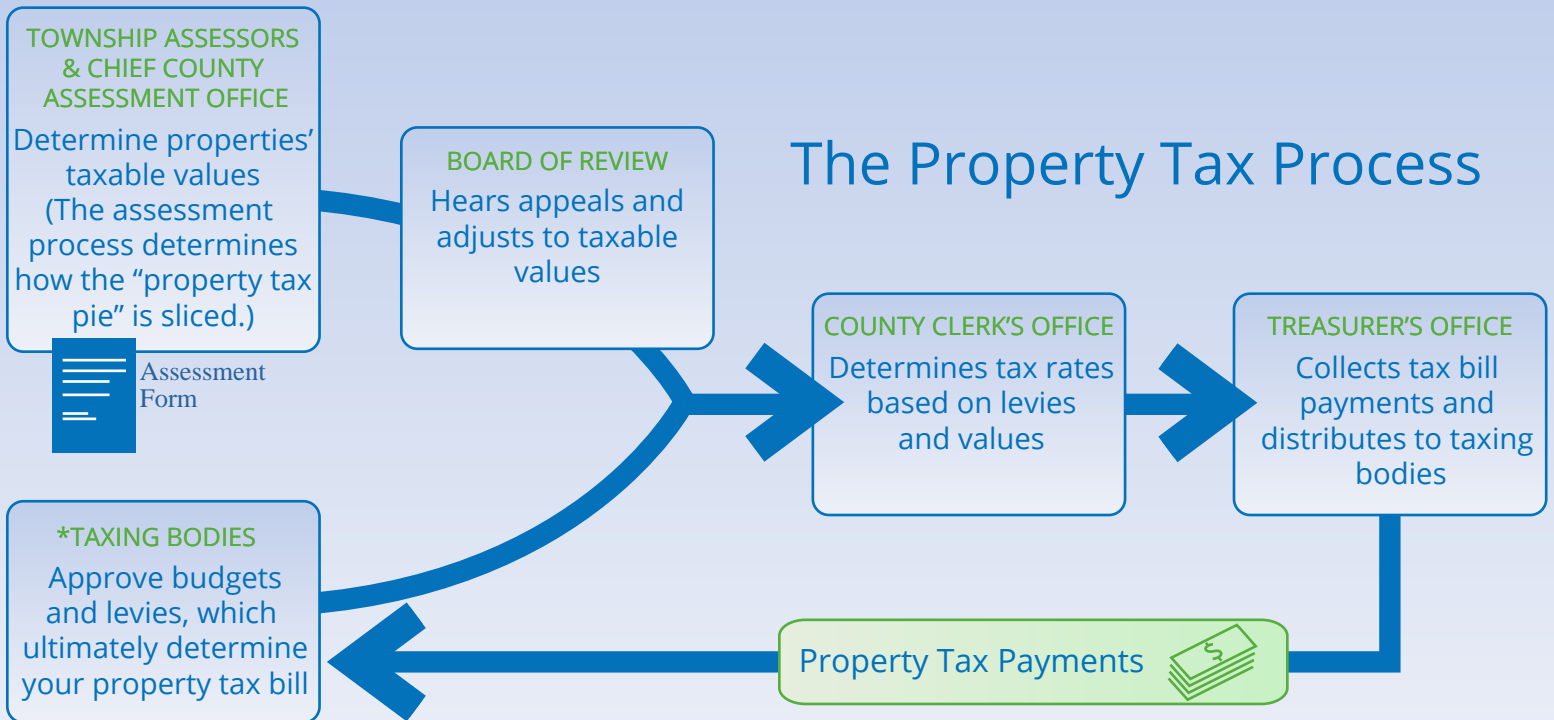 TOWNSHIP ASSESSORS
& CHIEF COUNTY
ASSESSMENT OFFICE
Determine properties’
taxable values
(The assessment
process determines
how the “property tax
pie” is sliced.)
Assessment
Form
BOARD OF REVIEW
Hears appeals and
adjusts to taxable
values
The Property Tax Process
COUNTY CLERK’S OFFICE
Determines tax rates
based on levies
and values
TREASURER’S OFFICE
Collects tax bill
payments and
distributes to taxing
bodies
*TAXING BODIES
Approve budgets
and levies, which
ultimately determine
your property tax bill
Property Tax Payments
$